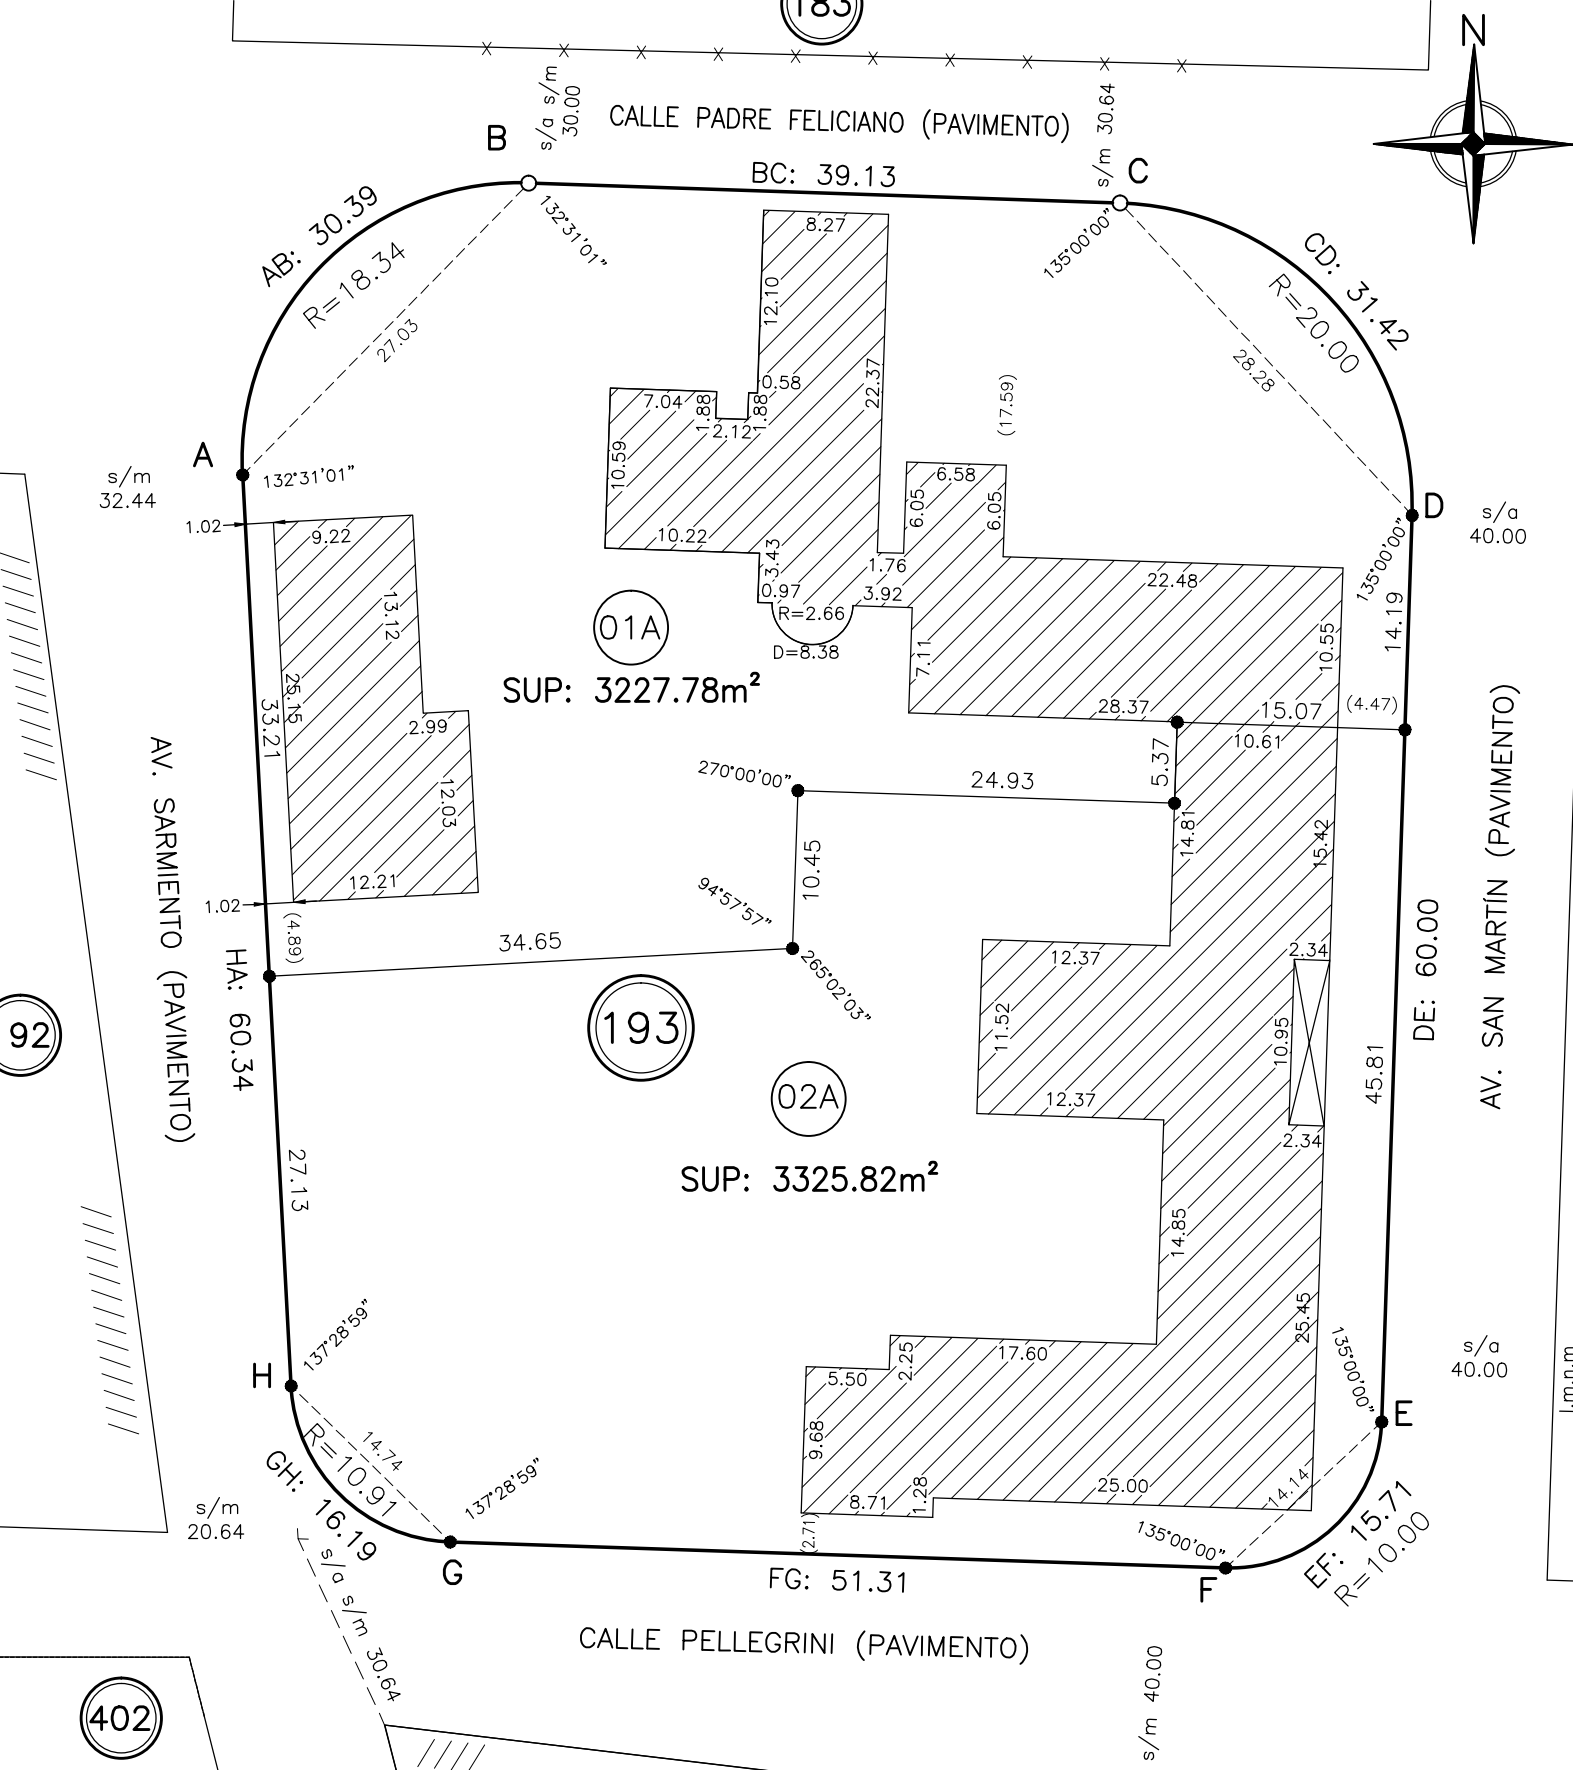 183
N
s/a s/m
30.00
CALLE PADRE FELICIANO (PAVIMENTO)
s/m 30.64
B
BC: 39.13
C
AB: 30.39
R=18.34
27.03
132°31'01"
135°00'00"
CD: 31.42
R=20.00
28.28
8.27
12.10
0.58
22.37
7.04
1.88
2.12
1.88
(17.59)
10.59
A
132°31'01"
s/m
32.44
1.02
9.22
6.58
6.05
6.05
D
s/a
40.00
135°00'00"
10.22
3.43
0.97
1.76
3.92
R=2.66
D=8.38
22.48
14.19
13.12
01A
SUP: 3227.78m²
7.11
10.55
25.15
33.21
2.99
28.37
15.07
(4.47)
10.61
AV. SARMIENTO (PAVIMENTO)
AV. SAN MARTÍN (PAVIMENTO)
270°00'00"
24.93
5.37
12.03
14.81
15.42
10.45
12.21
1.02
(4.89)
94°57'57"
34.65
265°02'03"
HA: 60.34
DE: 60.00
12.37
2.34
92
193
11.52
10.95
45.81
02A
12.37
2.34
SUP: 3325.82m²
27.13
14.85
25.45
137°28'59"
135°00'00"
s/a
40.00
l.m.n.m
H
17.60
2.25
5.50
E
R=10.91
14.74
9.68
GH: 16.19
137°28'59"
8.71
1.28
25.00
14.14
s/m
20.64
(2.71)
135°00'00"
EF: 15.71
R=10.00
G
FG: 51.31
F
s/a s/m 30.64
CALLE PELLEGRINI (PAVIMENTO)
s/m 40.00
402